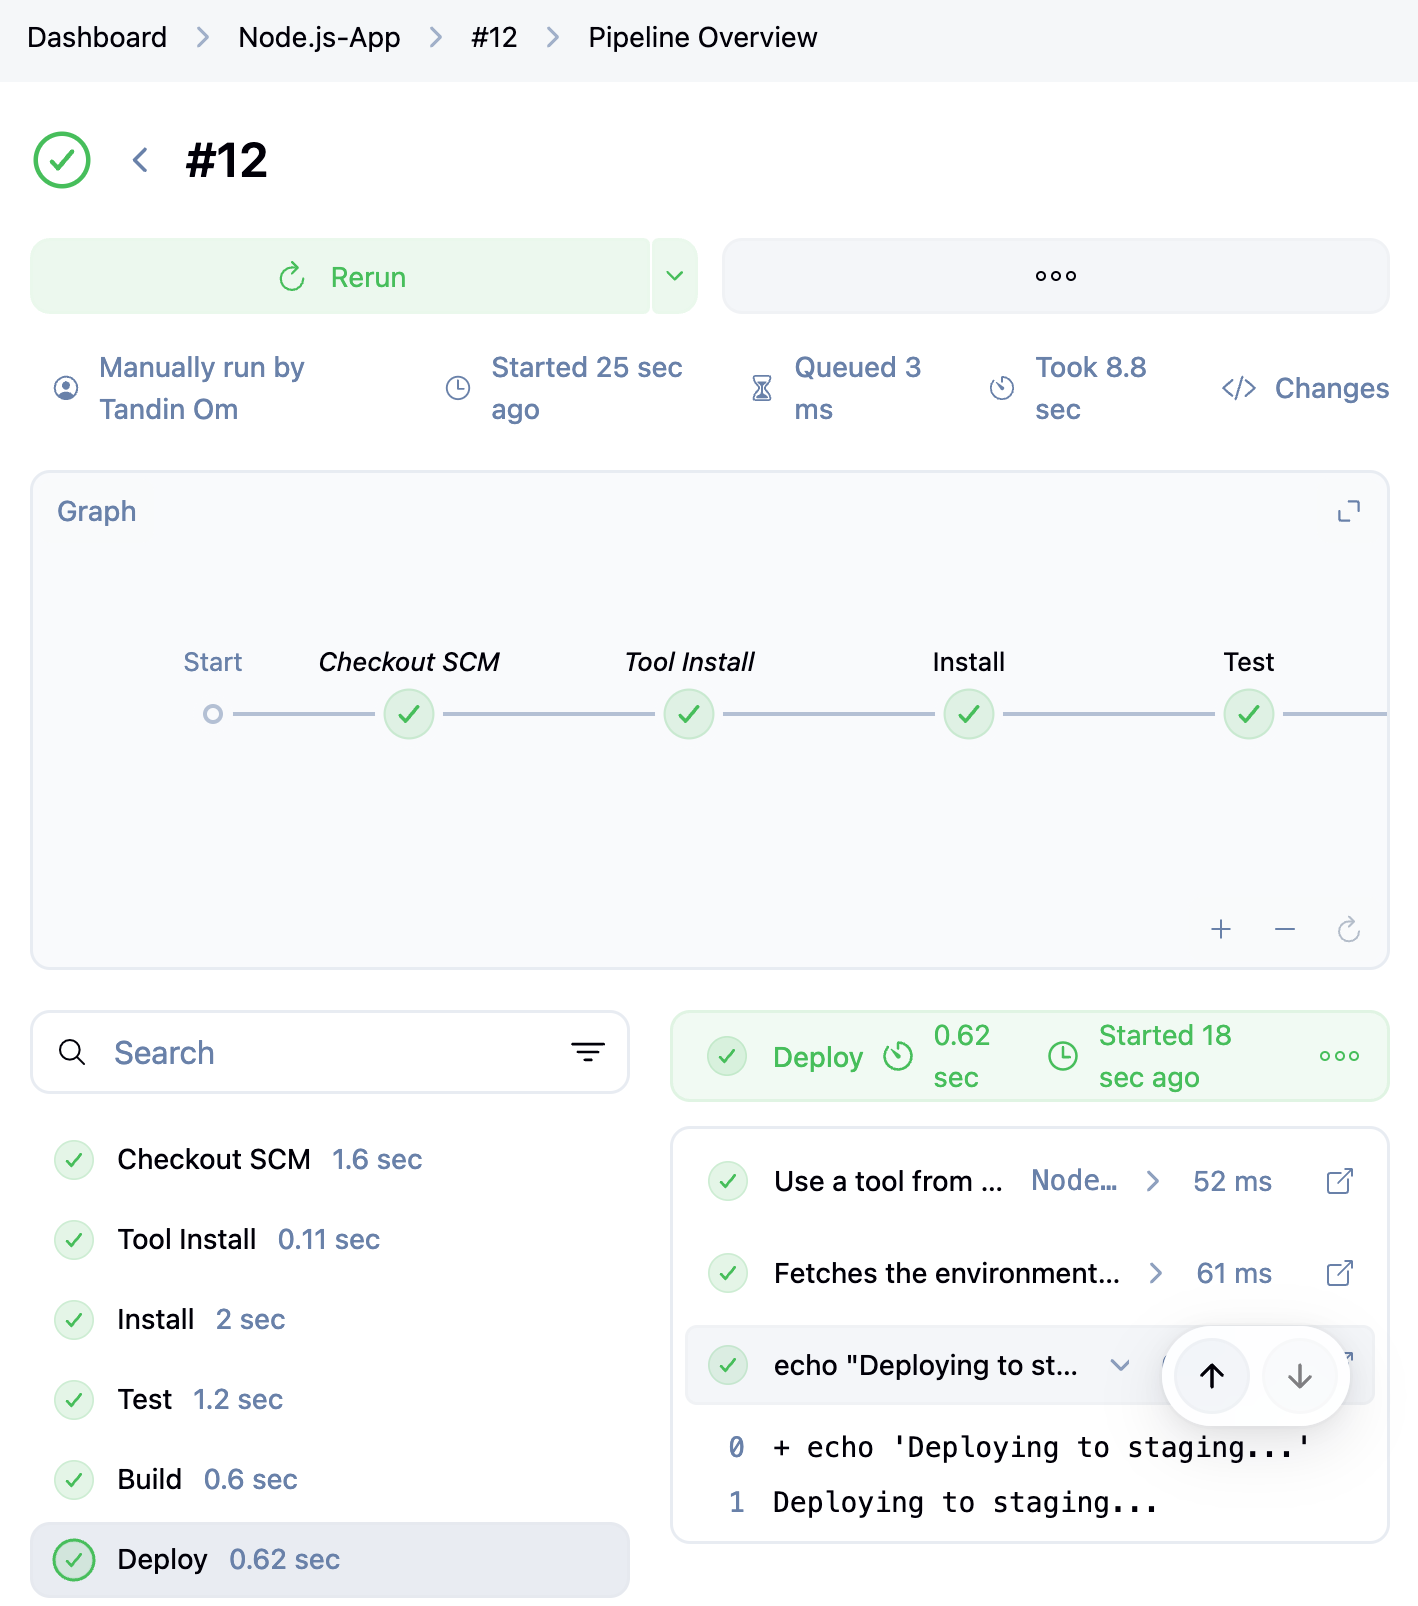 Dashboard > Node.js-App > #12 > Pipeline Overview
#12
Rerun
Manually run by
Tandin Om
Started 25 sec
ago
Queued 3
ms
Took 8.8
sec
Changes
Graph
Start
Checkout SCM
Tool Install
Install
Test
Search
Checkout SCM 1.6 sec
Tool Install 0.11 sec
Install 2 sec
Test 1.2 sec
Build 0.6 sec
Deploy 0.62 sec
Deploy
0.62
sec
Started 18
sec ago
Use a tool from ... Node... 52 ms
Fetches the environment... 61 ms
echo "Deploying to st...
0 + echo 'Deploying to staging...'
1 Deploying to staging...